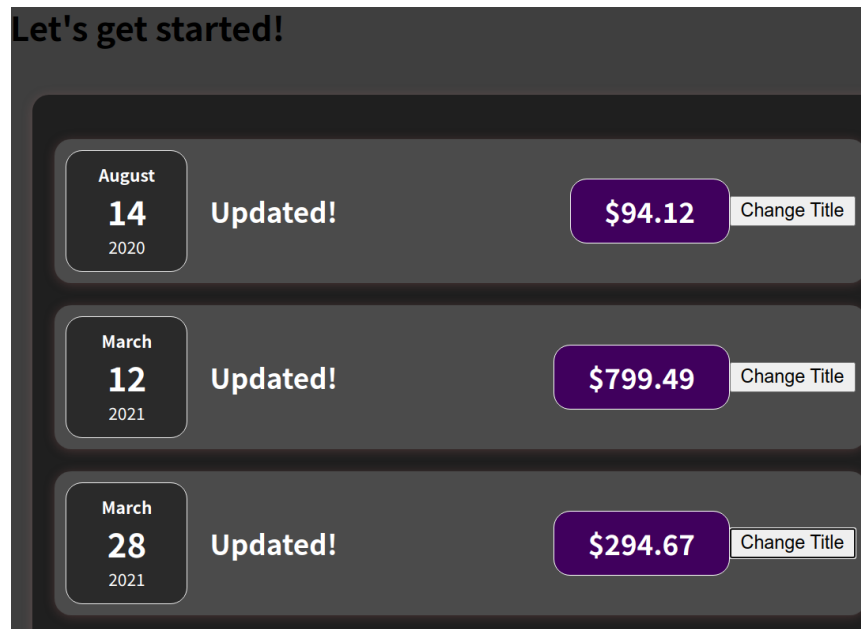 Let's get started!
August
14
2020
Updated!
$94.12
Change Title
March
12
2021
Updated!
$799.49
Change Title
March
28
2021
Updated!
$294.67
Change Title